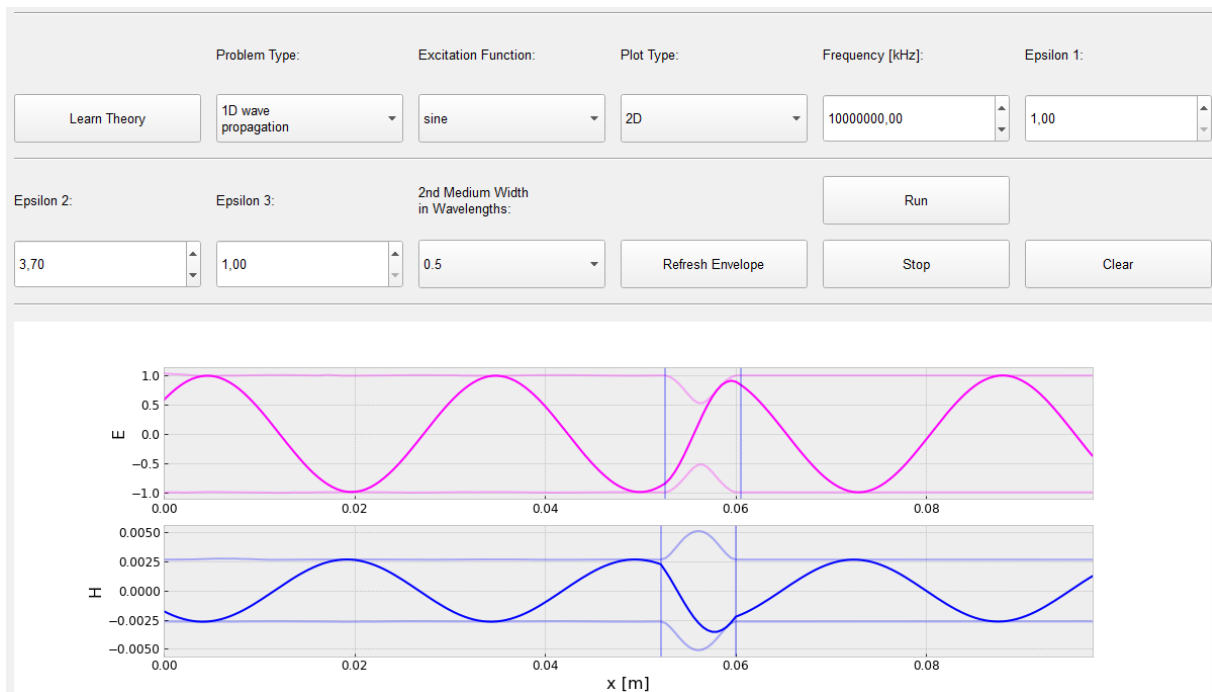 Problem Type:
Excitation Function:
Plot Type:
Frequency [kHz]:
Epsilon 1:
Learn Theory
1D wave
propagation
sine
2D
10000000,00
1,00
Epsilon 2:
Epsilon 3:
2nd Medium Width
in Wavelengths:
Run
3,70
1,00
0.5
Refresh Envelope
Stop
Clear
1.0
0.5
0.0
−0.5
−1.0
E
0.00
0.02
0.04
0.06
0.08
0.0050
0.0025
0.0000
−0.0025
−0.0050
H
0.00
0.02
0.04
0.06
0.08
x [m]